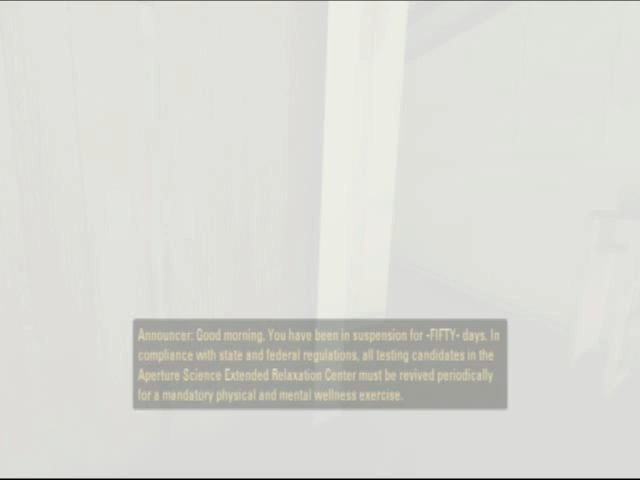 Announcer: Good morning. You have been in suspension for -FIFTY- days. In
compliance with state and federal regulations, all testing candidates in the
Aperture Science Extended Relaxation Center must be revived periodically
for a mandatory physical and mental wellness exercise.